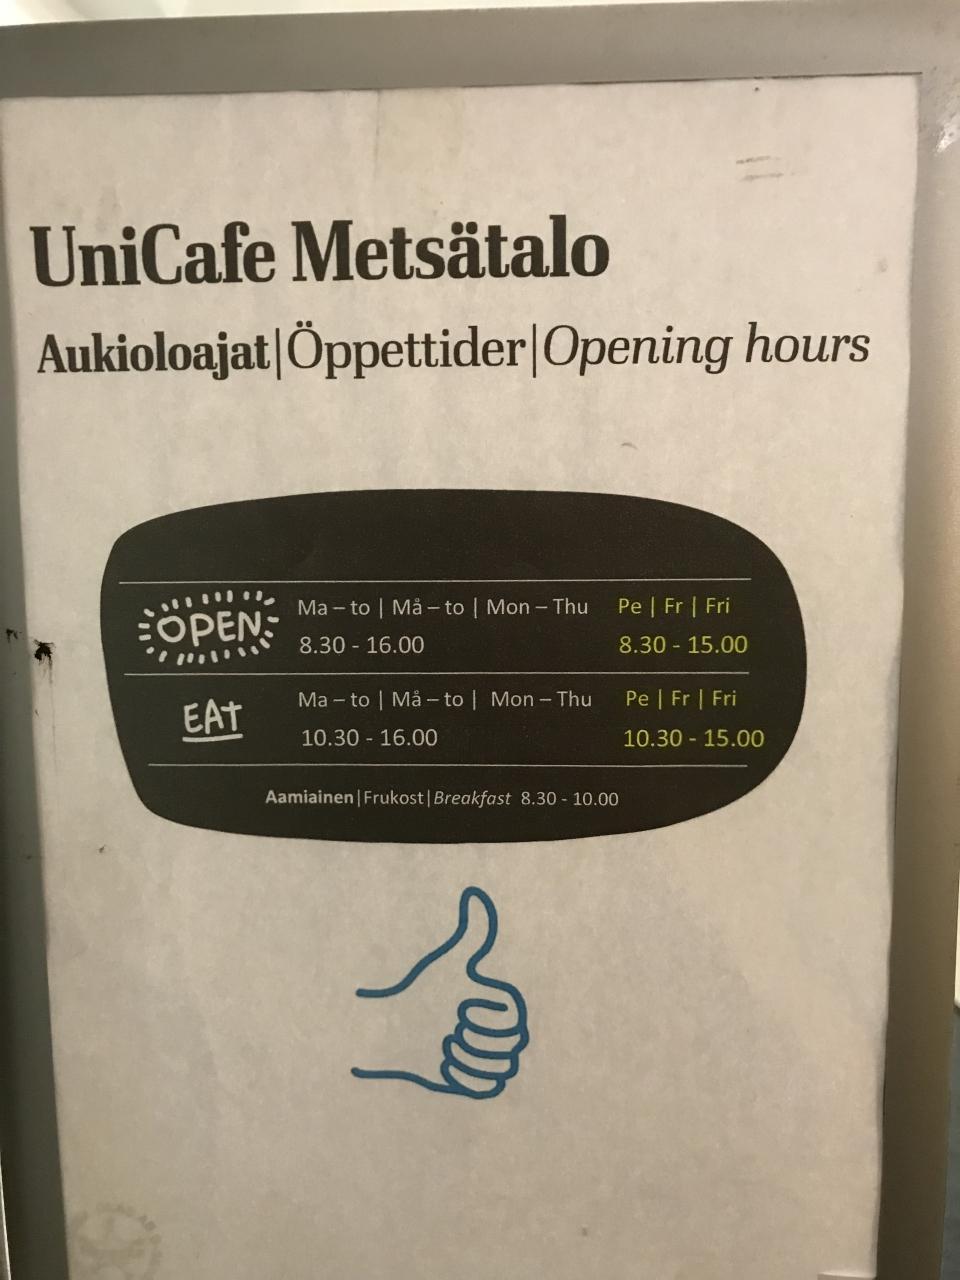 UniCafe Metsätalo
Aukioloajat|Öppettider|Opening hours
OPEN
Ma – to | Må – to | Mon – Thu Pe | Fr | Fri
8.30 - 16.00 8.30 - 15.00
EAT
Ma – to | Må – to | Mon – Thu Pe | Fr | Fri
10.30 - 16.00 10.30 - 15.00
Aamiainen|Frukost|Breakfast 8.30 - 10.00